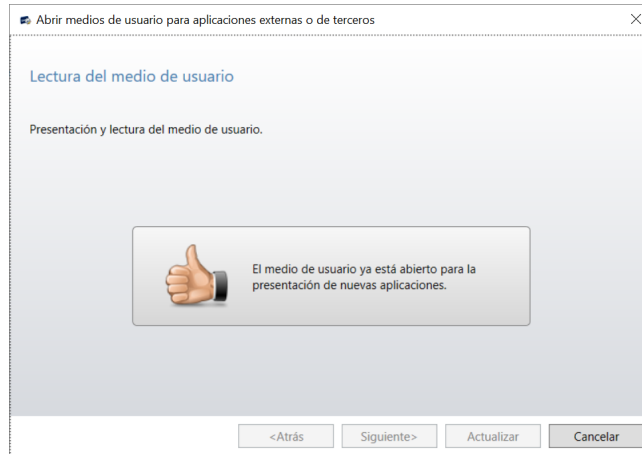 Abrir medios de usuario para aplicaciones externas o de terceros
Lectura del medio de usuario
Presentación y lectura del medio de usuario.
El medio de usuario ya está abierto para la
presentación de nuevas aplicaciones.
<Atrás Siguiente> Actualizar Cancelar